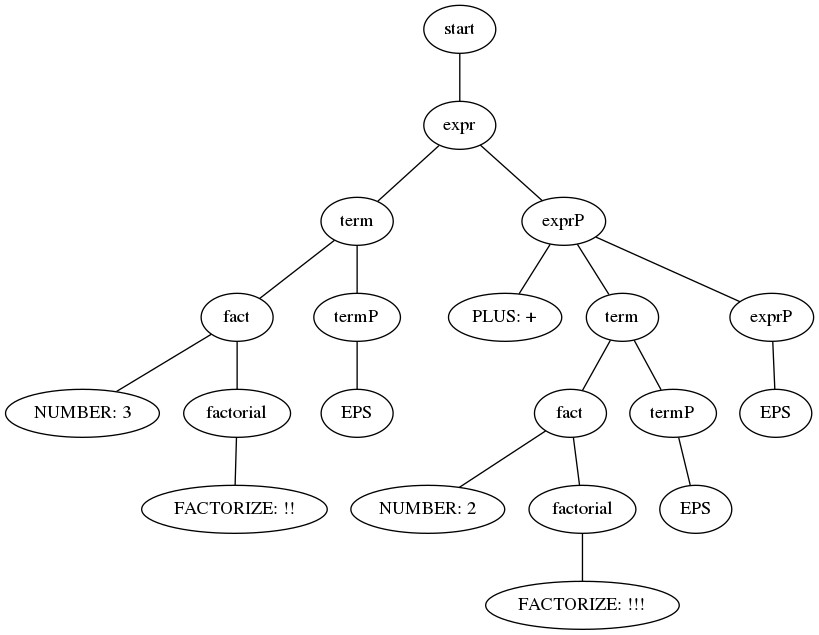 start
expr
term
exprP
fact
termP
PLUS: +
term
exprP
NUMBER: 3
factorial
EPS
fact
termP
EPS
FACTORIZE: !!
NUMBER: 2
factorial
EPS
FACTORIZE: !!!